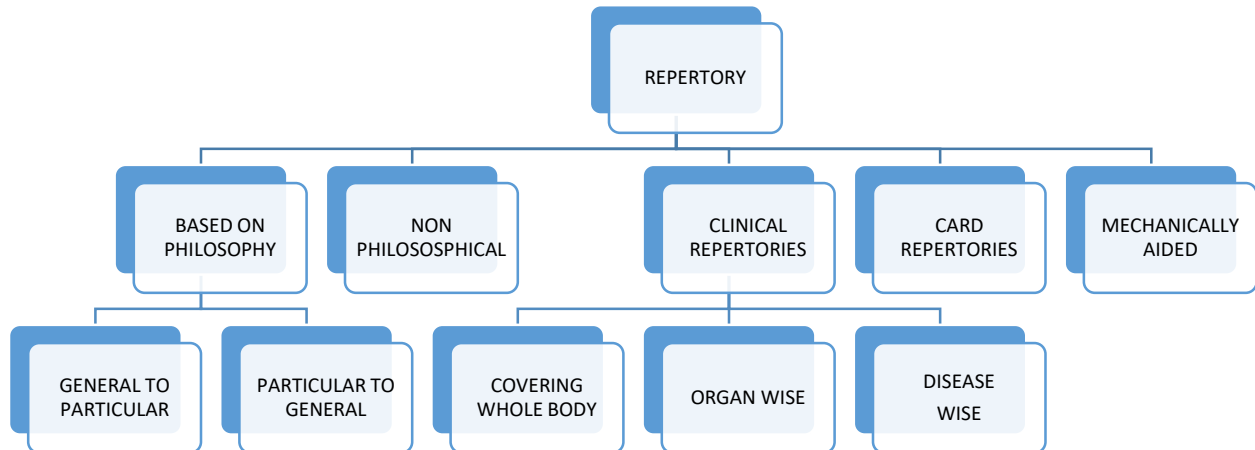 REPERTORY
BASED ON
PHILOSOPHY
NON
PHILOSOSPHICAL
CLINICAL
REPERTORIES
CARD
REPERTORIES
MECHANICALLY
AIDED
GENERAL TO
PARTICULAR
PARTICULAR TO
GENERAL
COVERING
WHOLE BODY
ORGAN WISE
DISEASE
WISE